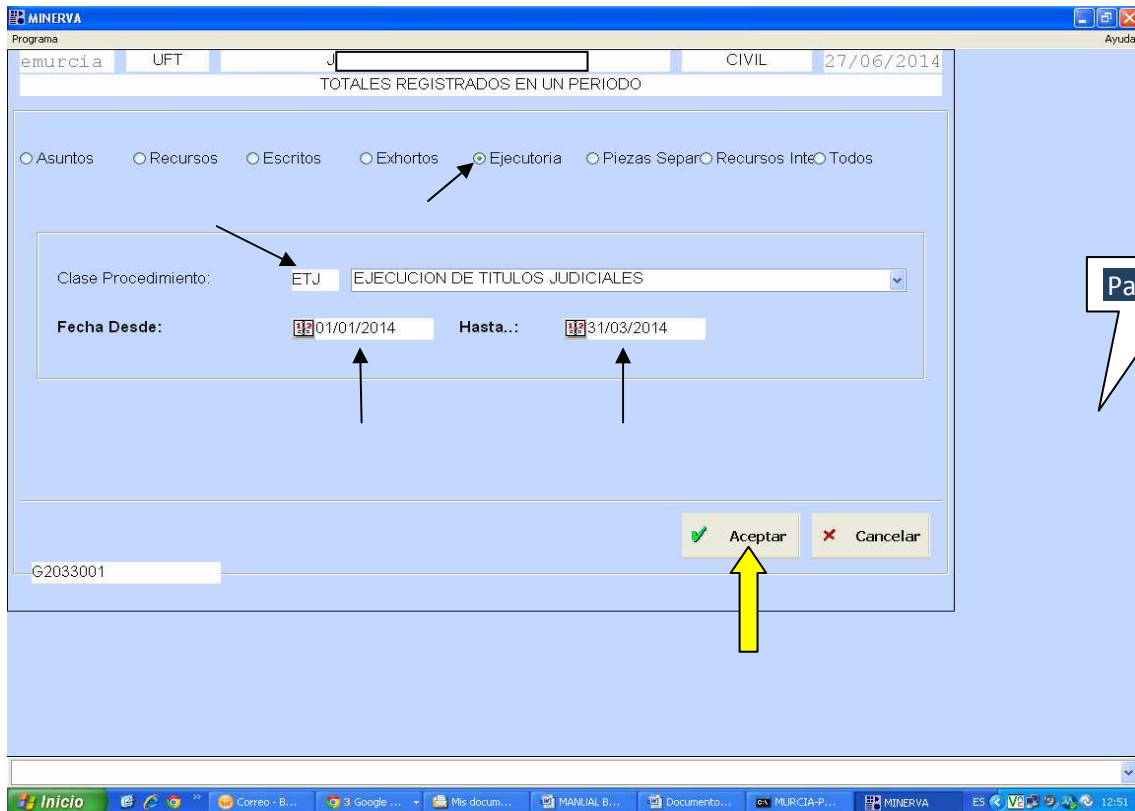 MINERVA
Programa Ayuda
emurcia UFT J CIVIL 27/06/2014
TOTALES REGISTRADOS EN UN PERIODO
Asuntos Recursos Escritos Exhortos Ejecutoria Piezas Separ Recursos Inte Todos
Clase Procedimiento: ETJ EJECUCION DE TITULOS JUDICIALES
Pa
Fecha Desde: 01/01/2014 Hasta..: 31/03/2014
Aceptar Cancelar
G2033001
Inicio Correo - B... 3 Google ... Mis docum... MANUAL B... Documento... MURCIA-P... MINERVA ES 12:51